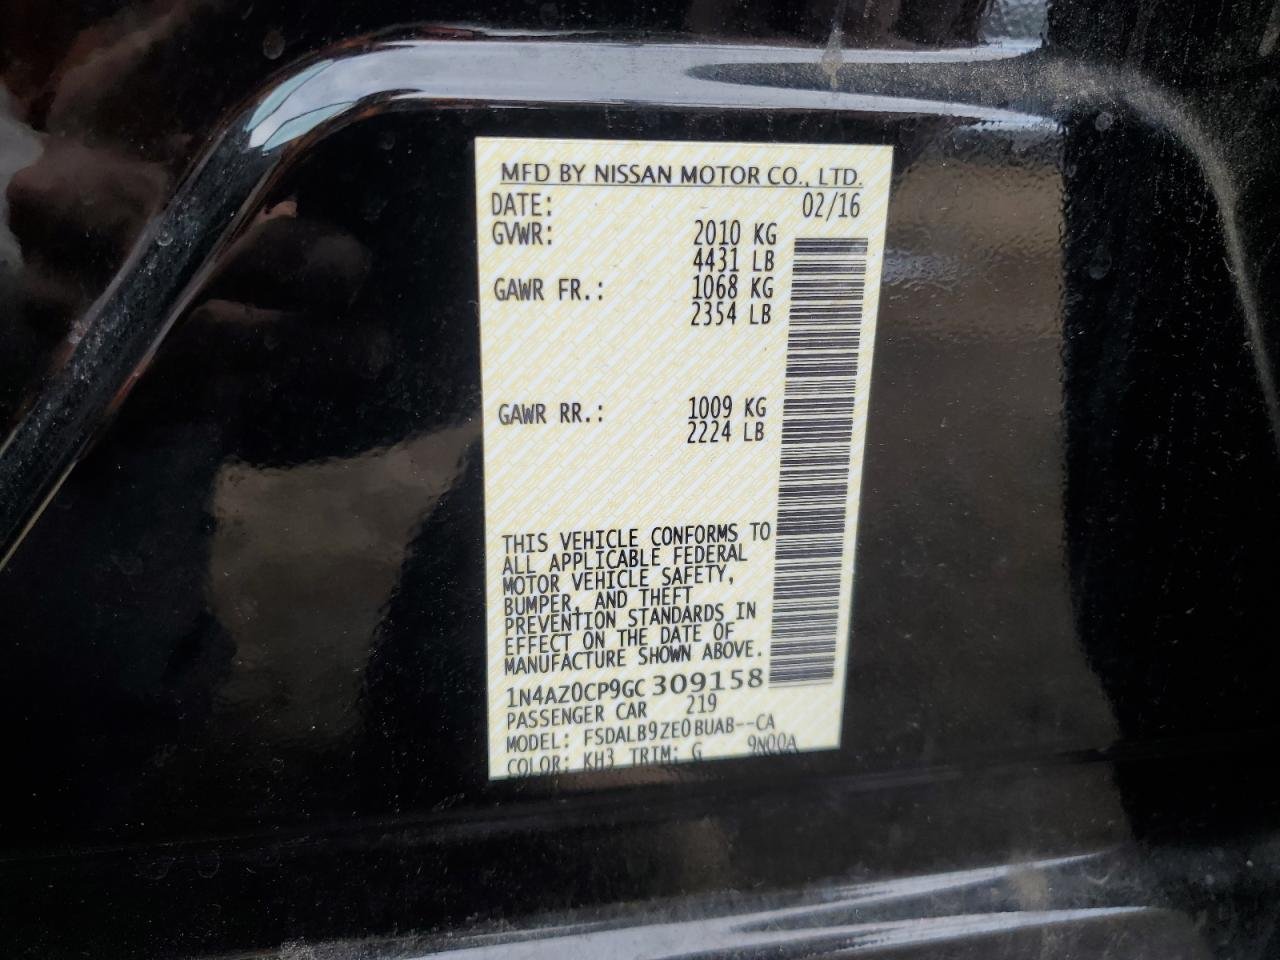 MFD BY NISSAN MOTOR CO., LTD.
DATE: 02/16
GVWR: 2010 KG
4431 LB
GAWR FR.: 1068 KG
2354 LB
GAWR RR.: 1009 KG
2224 LB
THIS VEHICLE CONFORMS TO
ALL APPLICABLE FEDERAL
MOTOR VEHICLE SAFETY,
BUMPER, AND THEFT
PREVENTION STANDARDS IN
EFFECT ON THE DATE OF
MANUFACTURE SHOWN ABOVE.
1N4AZ0CP9GC309158
PASSENGER CAR 219
MODEL: FSDALB9ZE0BUAB--CA
COLOR: KH3 TRIM: G 9N00A